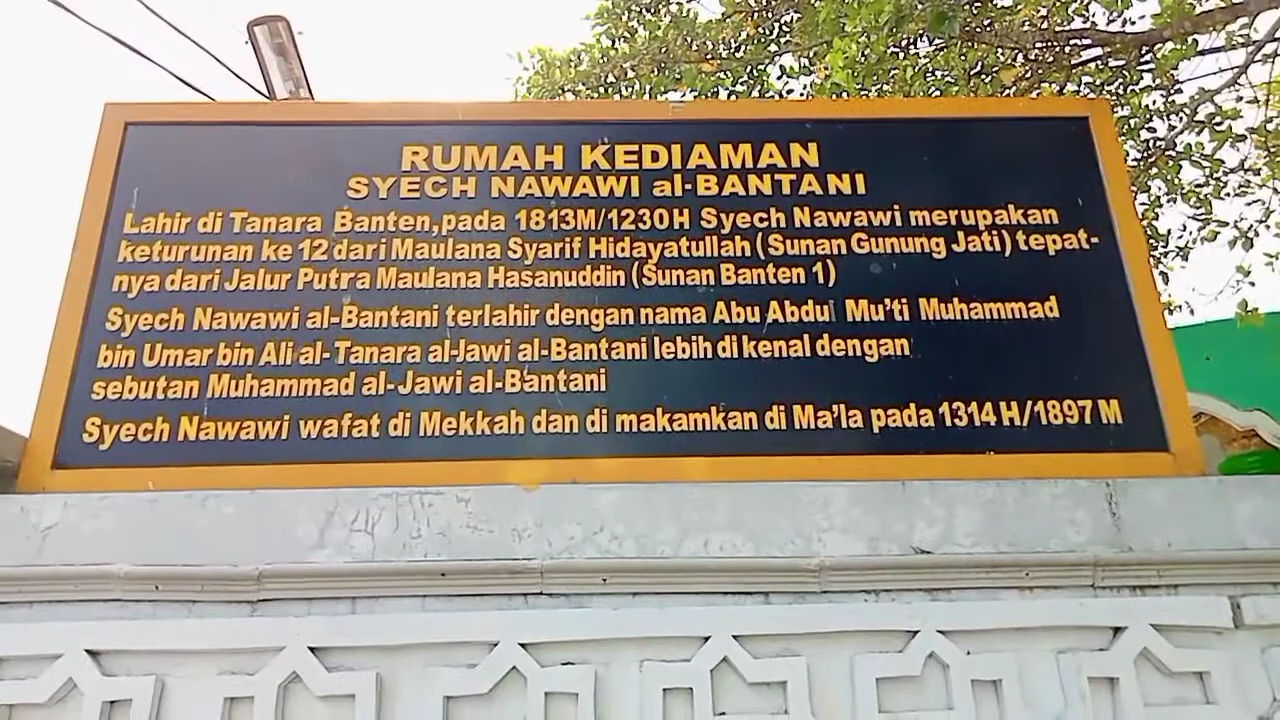 RUMAH KEDIAMAN
SYECH NAWAWI al-BANTANI
Lahir di Tanara Banten,pada 1813M/1230H Syech Nawawi merupakan
keturunan ke 12 dari Maulana Syarif Hidayatullah (Sunan Gunung Jati) tepat-
nya dari Jalur Putra Maulana Hasanuddin (Sunan Banten 1)
Syech Nawawi al-Bantani terlahir dengan nama Abu Abdul Mu'ti Muhammad
bin Umar bin Ali al-Tanara al-Jawi al-Bantani lebih di kenal dengan
sebutan Muhammad al-Jawi al-Bantani
Syech Nawawi wafat di Mekkah dan di makamkan di Ma'la pada 1314 H/1897 M